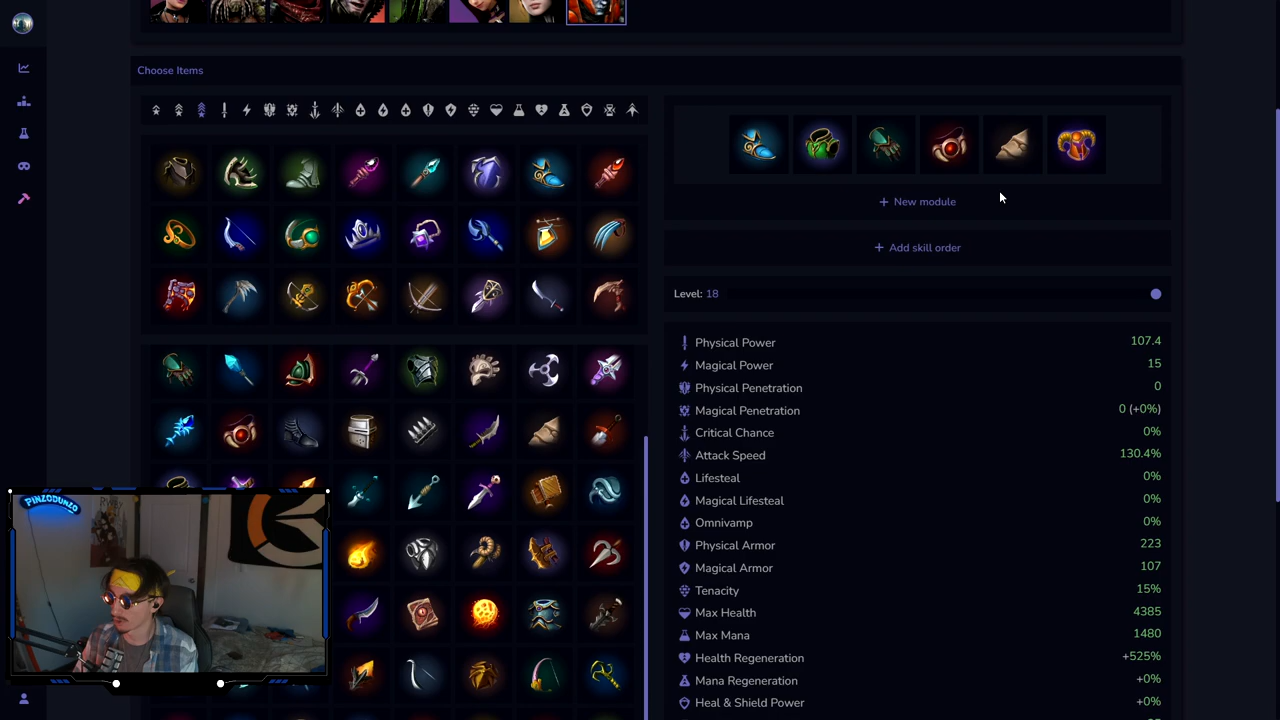 Choose Items
+ New module
+ Add skill order
Level: 18
Physical Power 107.4
Magical Power 15
Physical Penetration 0
Magical Penetration 0 (+0%)
Critical Chance 0%
Attack Speed 130.4%
Lifesteal 0%
Magical Lifesteal 0%
Omnivamp 0%
Physical Armor 223
Magical Armor 107
Tenacity 15%
Max Health 4385
Max Mana 1480
Health Regeneration +525%
Mana Regeneration +0%
Heal & Shield Power +0%
PINZODUNZO